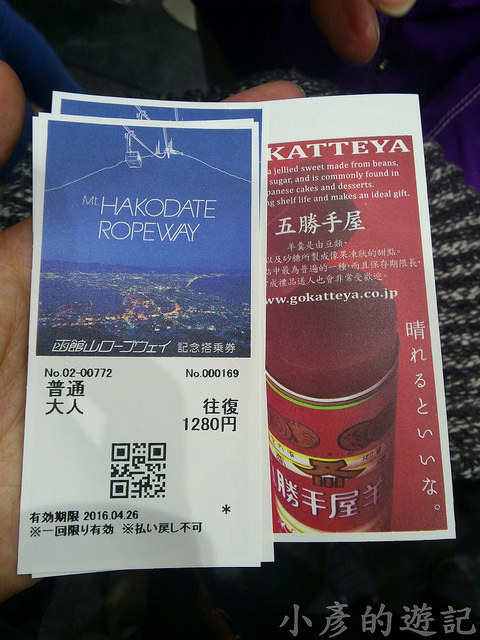 Mt. HAKODATE
ROPEWAY
函館山ロープウェイ 記念搭乗券
No.02-00772 No.000169
普通
大人 往復
1280円
*
有効期限 2016.04.26
※一回限り有効 ※払い戻し不可
KATTEYA
a jellied sweet made from beans,
sugar, and is commonly found in
panese cakes and desserts.
ng shelf life and makes an ideal gift.
五勝手屋
羊羹是由豆類、
以及砂糖所製成像果凍狀的甜點。
中最為普遍的一種，而且保存期限長，
成禮品送人也會非常受歡迎。
ww.gokatteya.co.jp
晴れるといいな。
勝手屋羊
小彥的遊記